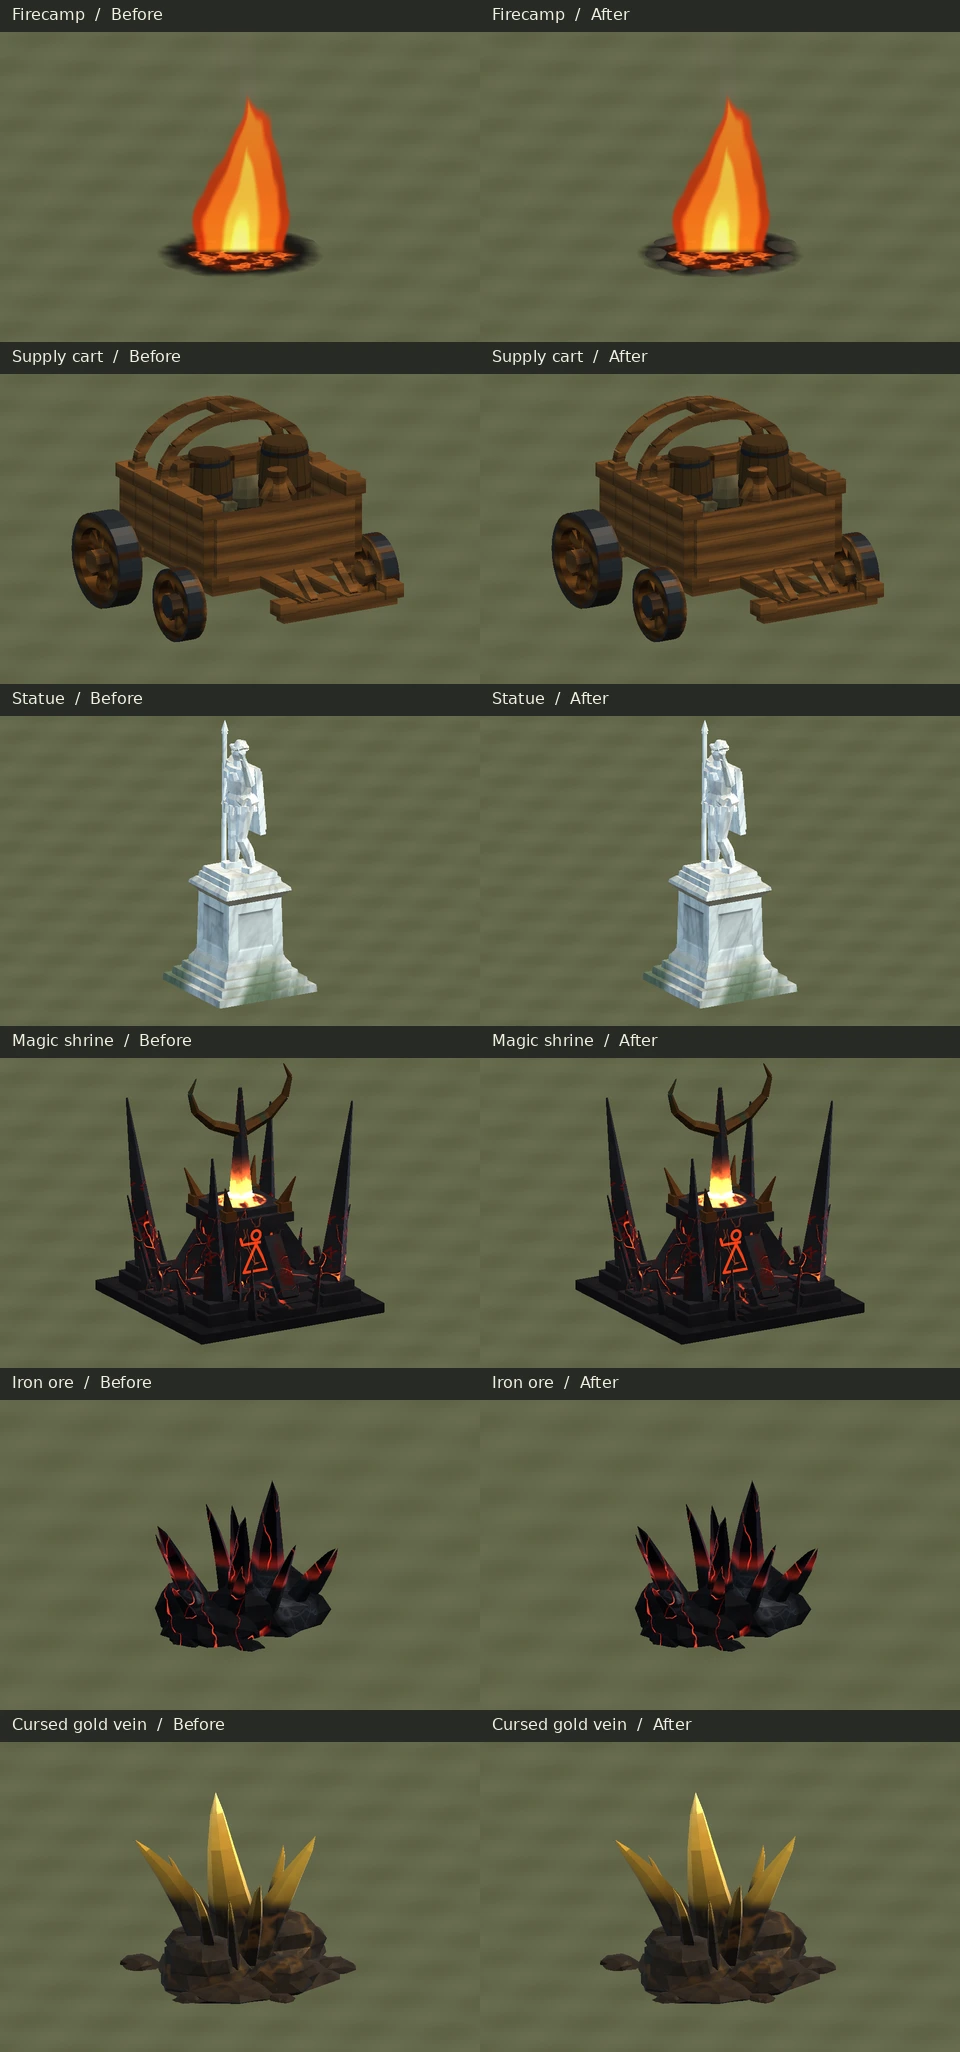 Firecamp / Before
Firecamp / After
Supply cart / Before
Supply cart / After
Statue / Before
Statue / After
Magic shrine / Before
Magic shrine / After
Iron ore / Before
Iron ore / After
Cursed gold vein / Before
Cursed gold vein / After